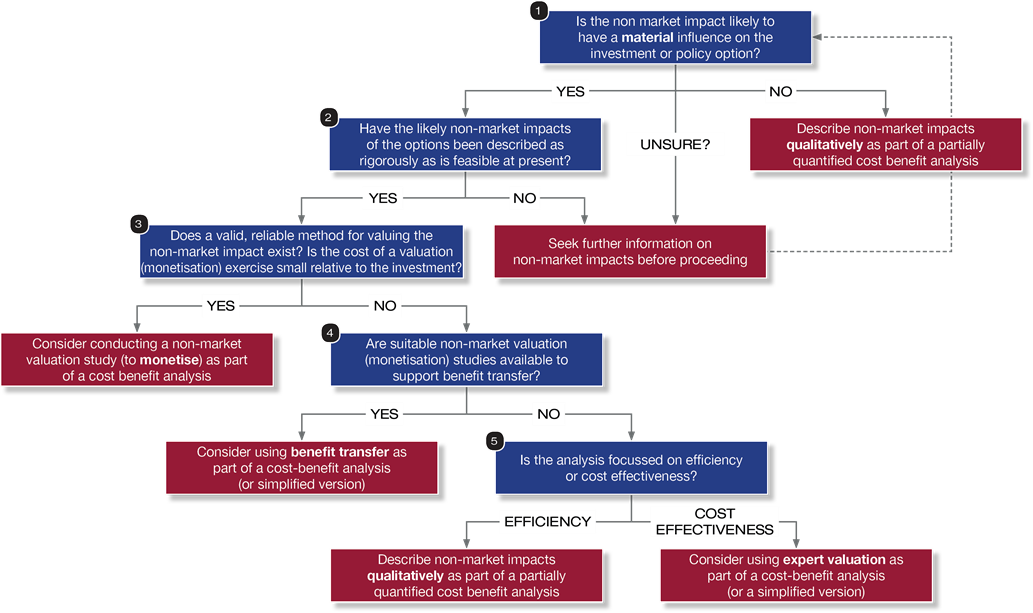 1
Is the non market impact likely to
have a material influence on the
investment or policy option?
YES
NO
UNSURE?
2
Have the likely non-market impacts
of the options been described as
rigorously as is feasible at present?
Describe non-market impacts
qualitatively as part of a partially
quantified cost benefit analysis
YES
NO
3
Does a valid, reliable method for valuing the
non-market impact exist? Is the cost of a valuation
(monetisation) exercise small relative to the investment?
Seek further information on
non-market impacts before proceeding
YES
NO
Consider conducting a non-market
valuation study (to monetise) as part
of a cost benefit analysis
4
Are suitable non-market valuation
(monetisation) studies available to
support benefit transfer?
YES
NO
Consider using benefit transfer as
part of a cost-benefit analysis
(or simplified version)
5
Is the analysis focussed on efficiency
or cost effectiveness?
EFFICIENCY
COST
EFFECTIVENESS
Describe non-market impacts
qualitatively as part of a partially
quantified cost benefit analysis
Consider using expert valuation as
part of a cost-benefit analysis
(or a simplified version)